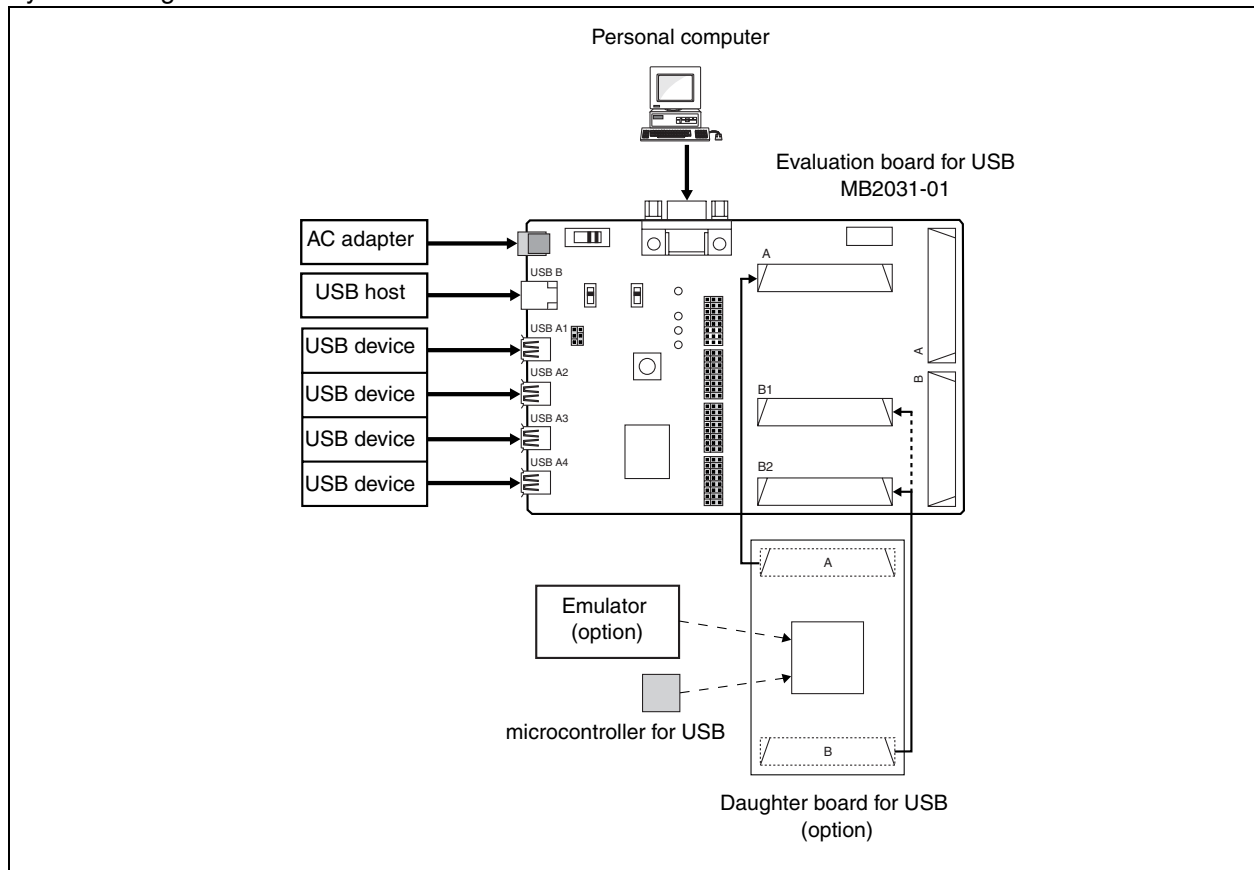 Personal computer
Evaluation board for USB
MB2031-01
AC adapter
USB host
USB device
USB device
USB device
USB device
USB B
USB A1
USB A2
USB A3
USB A4
A
B1
B2
A
B
A
Emulator
(option)
microcontroller for USB
B
Daughter board for USB
(option)